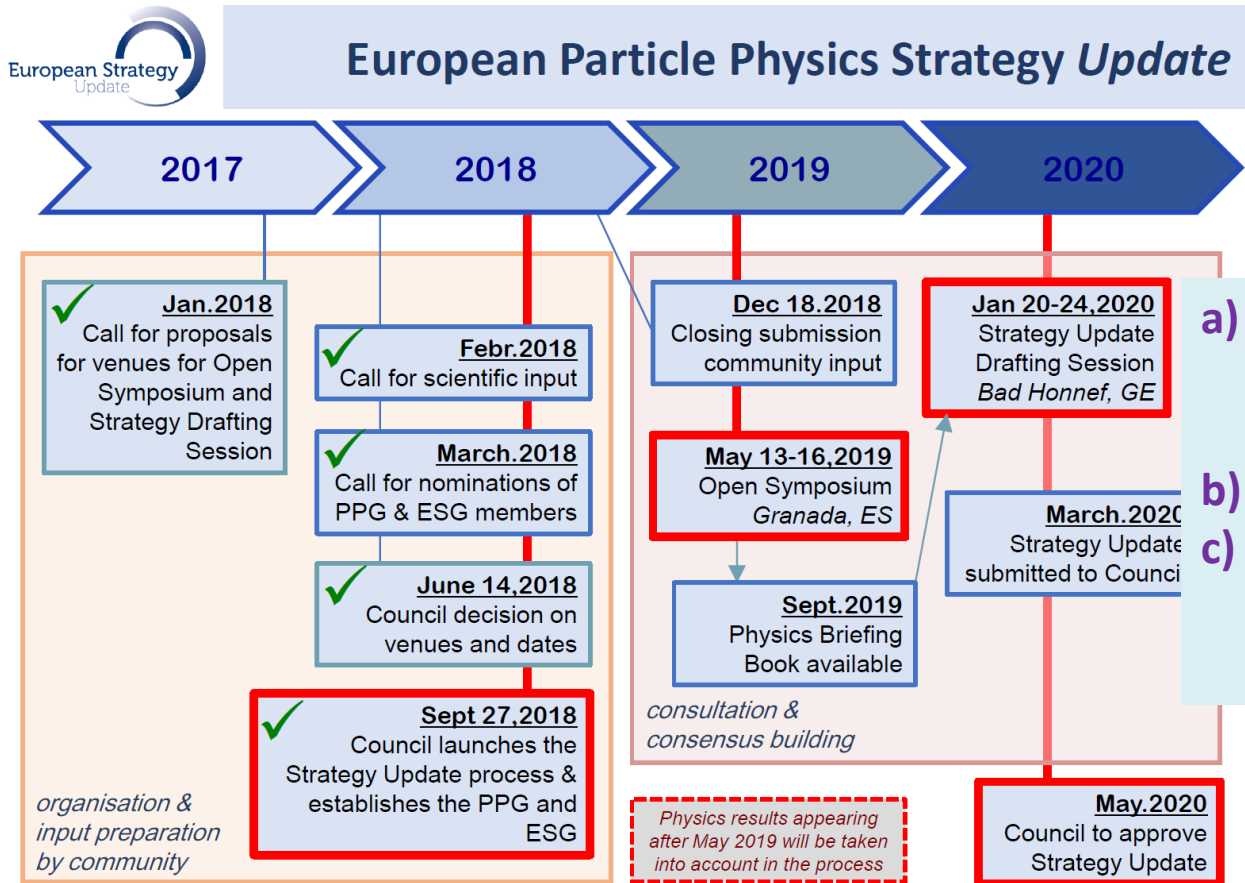 European Strategy
Update
European Particle Physics Strategy Update
2017
2018
2019
2020
Jan.2018
Call for proposals
for venues for Open
Symposium and
Strategy Drafting
Session
Febr.2018
Call for scientific input
March.2018
Call for nominations of
PPG & ESG members
June 14,2018
Council decision on
venues and dates
Sept 27,2018
Council launches the
Strategy Update process &
establishes the PPG and
ESG
organisation &
input preparation
by community
Dec 18.2018
Closing submission
community input
May 13-16,2019
Open Symposium
Granada, ES
Sept.2019
Physics Briefing
Book available
consultation &
consensus building
Physics results appearing
after May 2019 will be taken
into account in the process
Jan 20-24,2020
Strategy Update
Drafting Session
Bad Honnef, GE
March.2020
Strategy Update
submitted to Council
May.2020
Council to approve
Strategy Update
a)
b)
c)